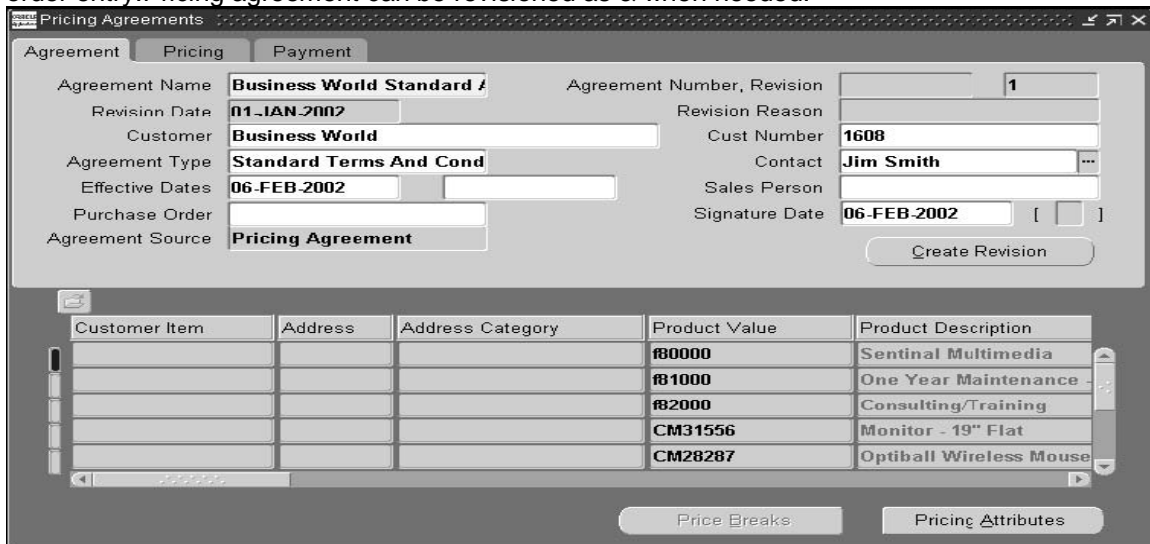 order entry. Pricing agreement can be revisioned as & when needed.
Pricing Agreements
Agreement Pricing Payment
Agreement Name Business World Standard A Agreement Number, Revision 1
Revision Date 01-JAN-2002 Revision Reason
Customer Business World Cust Number 1608
Agreement Type Standard Terms And Cond Contact Jim Smith ...
Effective Dates 06-FEB-2002 Sales Person
Purchase Order Signature Date 06-FEB-2002 [ ]
Agreement Source Pricing Agreement
Create Revision
Customer Item Address Address Category Product Value Product Description
f80000 Sentinal Multimedia
f81000 One Year Maintenance -
f82000 Consulting/Training
CM31556 Monitor - 19" Flat
CM28287 Optiball Wireless Mouse
Price Breaks Pricing Attributes